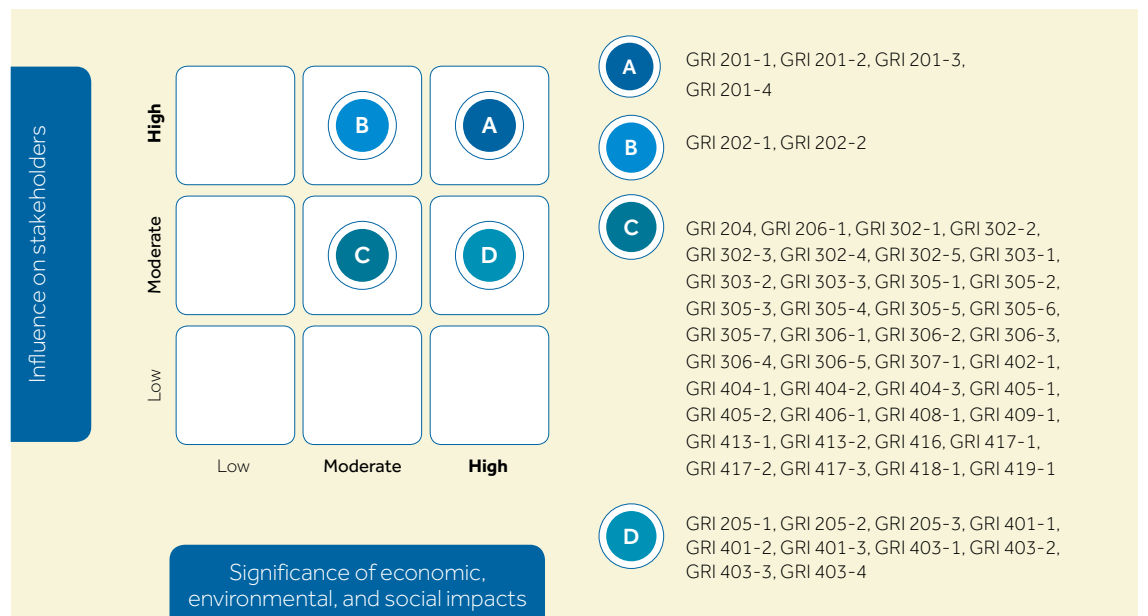 Influence on stakeholders
High
Moderate
Low
B
A
C
D
Low
Moderate
High
Significance of economic,
environmental, and social impacts
A
GRI 201-1, GRI 201-2, GRI 201-3,
GRI 201-4
B
GRI 202-1, GRI 202-2
C
GRI 204, GRI 206-1, GRI 302-1, GRI 302-2,
GRI 302-3, GRI 302-4, GRI 302-5, GRI 303-1,
GRI 303-2, GRI 303-3, GRI 305-1, GRI 305-2,
GRI 305-3, GRI 305-4, GRI 305-5, GRI 305-6,
GRI 305-7, GRI 306-1, GRI 306-2, GRI 306-3,
GRI 306-4, GRI 306-5, GRI 307-1, GRI 402-1,
GRI 404-1, GRI 404-2, GRI 404-3, GRI 405-1,
GRI 405-2, GRI 406-1, GRI 408-1, GRI 409-1,
GRI 413-1, GRI 413-2, GRI 416, GRI 417-1,
GRI 417-2, GRI 417-3, GRI 418-1, GRI 419-1
D
GRI 205-1, GRI 205-2, GRI 205-3, GRI 401-1,
GRI 401-2, GRI 401-3, GRI 403-1, GRI 403-2,
GRI 403-3, GRI 403-4